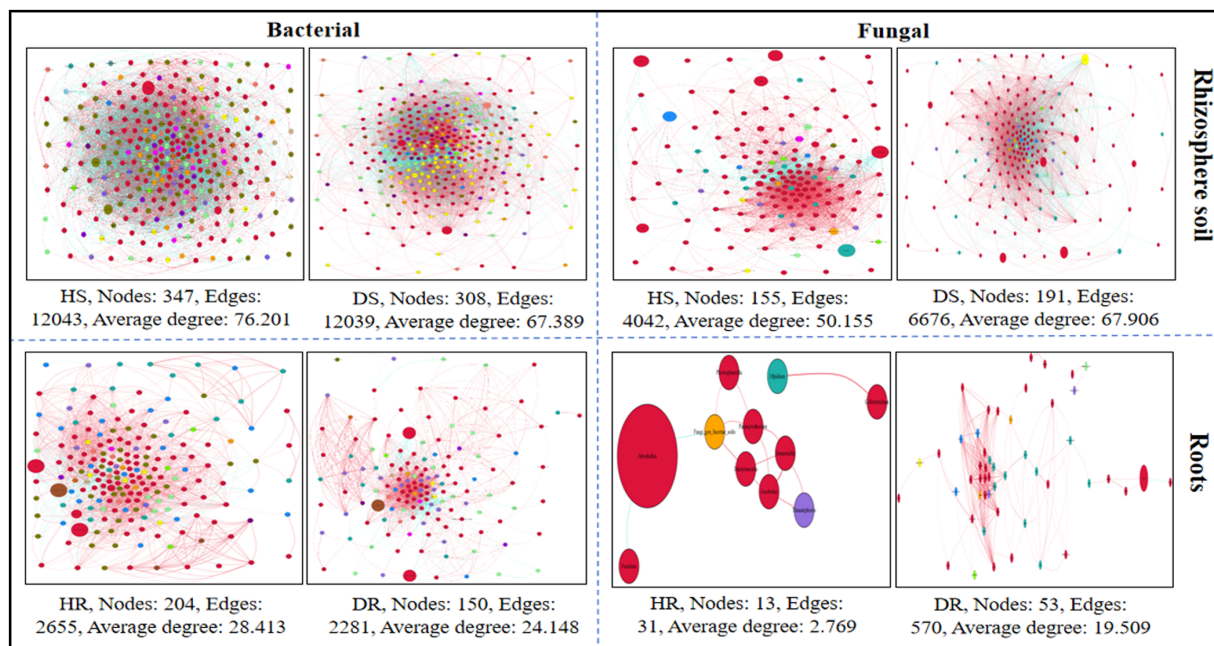 Bacterial
Fungal
Rhizosphere soil
HS, Nodes: 347, Edges:
12043, Average degree: 76.201
DS, Nodes: 308, Edges:
12039, Average degree: 67.389
HS, Nodes: 155, Edges:
4042, Average degree: 50.155
DS, Nodes: 191, Edges:
6676, Average degree: 67.906
Roots
HR, Nodes: 204, Edges:
2655, Average degree: 28.413
DR, Nodes: 150, Edges:
2281, Average degree: 24.148
HR, Nodes: 13, Edges:
31, Average degree: 2.769
DR, Nodes: 53, Edges:
570, Average degree: 19.509